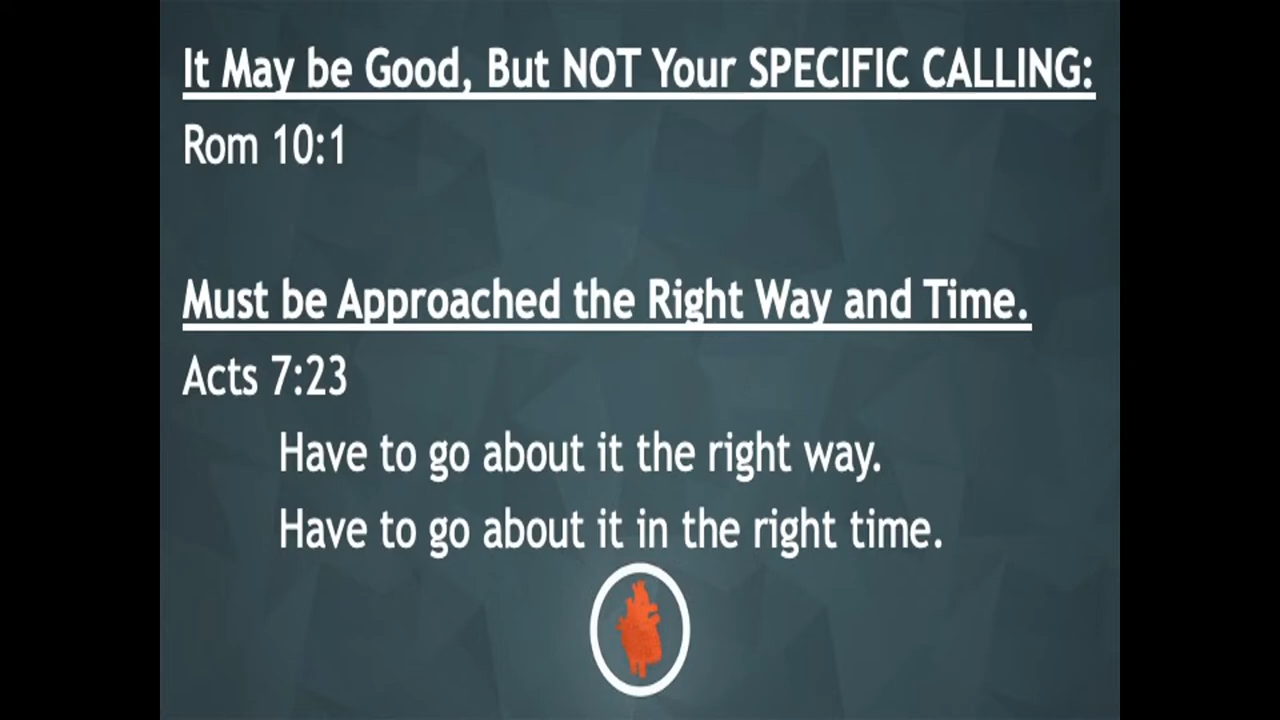 It May be Good, But NOT Your SPECIFIC CALLING:
Rom 10:1
Must be Approached the Right Way and Time.
Acts 7:23
Have to go about it the right way.
Have to go about it in the right time.